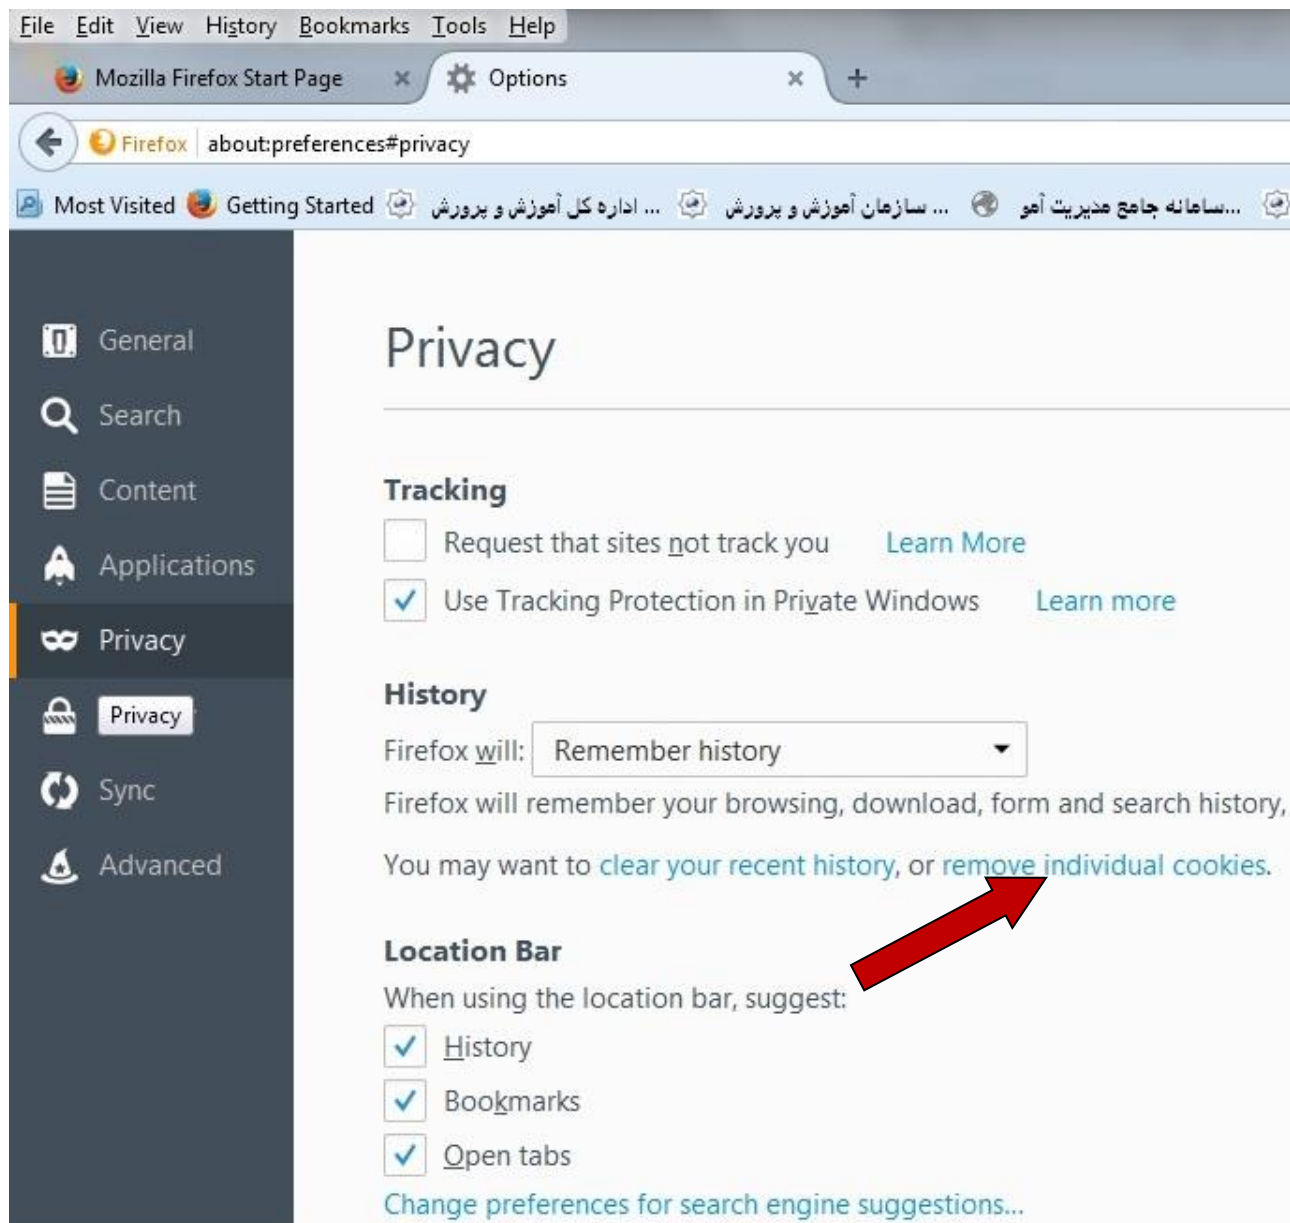 File Edit View History Bookmarks Tools Help
Mozilla Firefox Start Page × Options × +
Firefox about:preferences#privacy
Most Visited Getting Started اداره کل آموزش و پرورش ... سازمان آموزش و پرورش ... سامانه جامع مدیریت آمو...
General
Privacy
Search
Content
Tracking
Request that sites not track you Learn More
Applications
Use Tracking Protection in Private Windows Learn more
Privacy
History
Privacy
Firefox will: Remember history
Sync
Firefox will remember your browsing, download, form and search history,
Advanced
You may want to clear your recent history, or remove individual cookies.
Location Bar
When using the location bar, suggest:
History
Bookmarks
Open tabs
Change preferences for search engine suggestions...